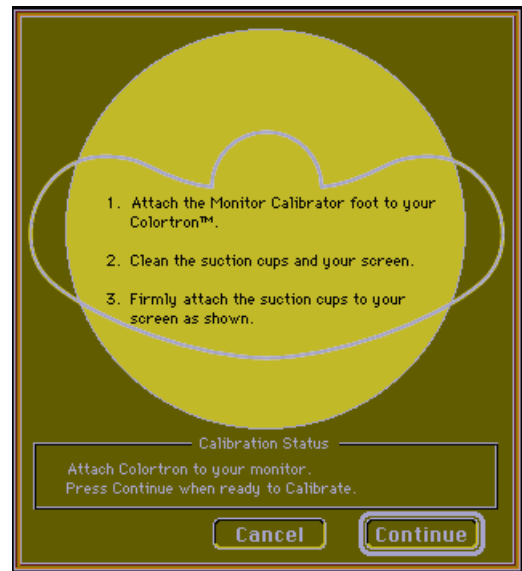 1. Attach the Monitor Calibrator foot to your
Colortron™.
2. Clean the suction cups and your screen.
3. Firmly attach the suction cups to your
screen as shown.
Calibration Status
Attach Colortron to your monitor.
Press Continue when ready to Calibrate.
Cancel
Continue